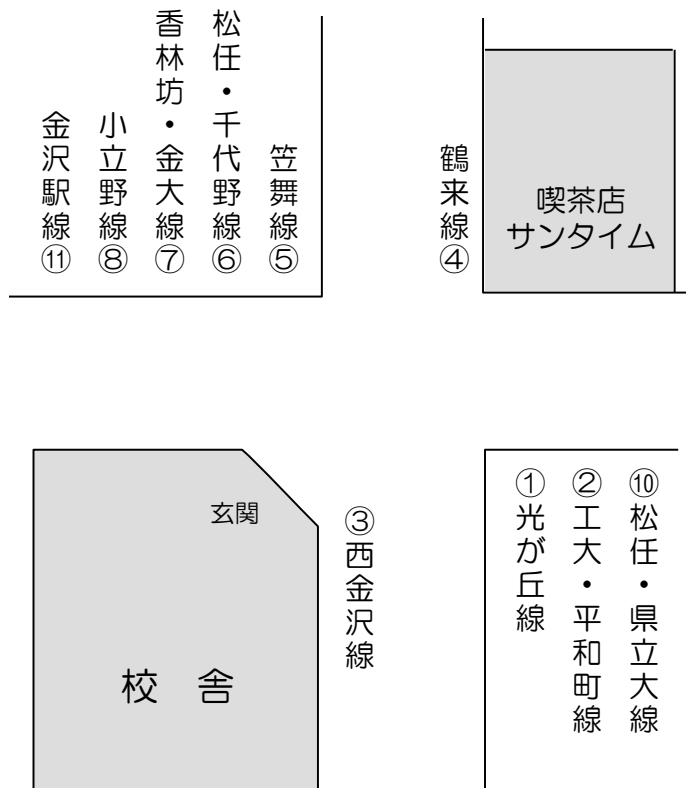 香林坊・金大線⑦
松任・千代野線⑥
金沢駅線⑪
小立野線⑧
笠舞線⑤
鶴来線④
喫茶店
サンタイム
玄関
校舎
③西金沢線
①光が丘線
②工大・平和町線
⑩松任・県立大線